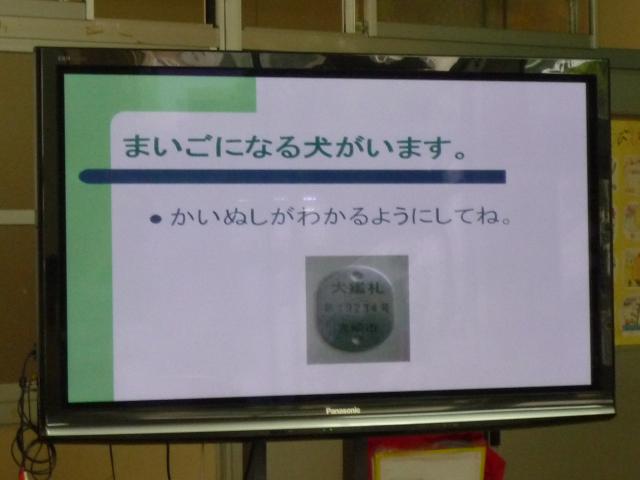 まいごになる犬がいます。
• かいぬしがわかるようにしてね。
犬鑑札
Panasonic